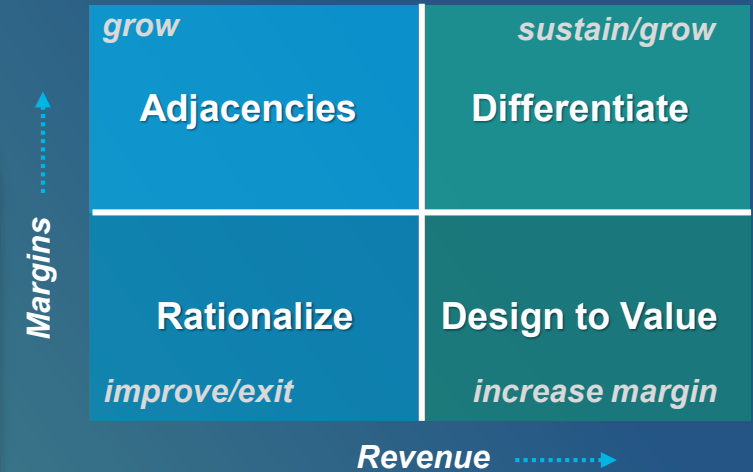 grow
sustain/grow
Adjacencies
Differentiate
Margins
Rationalize
Design to Value
improve/exit
increase margin
Revenue